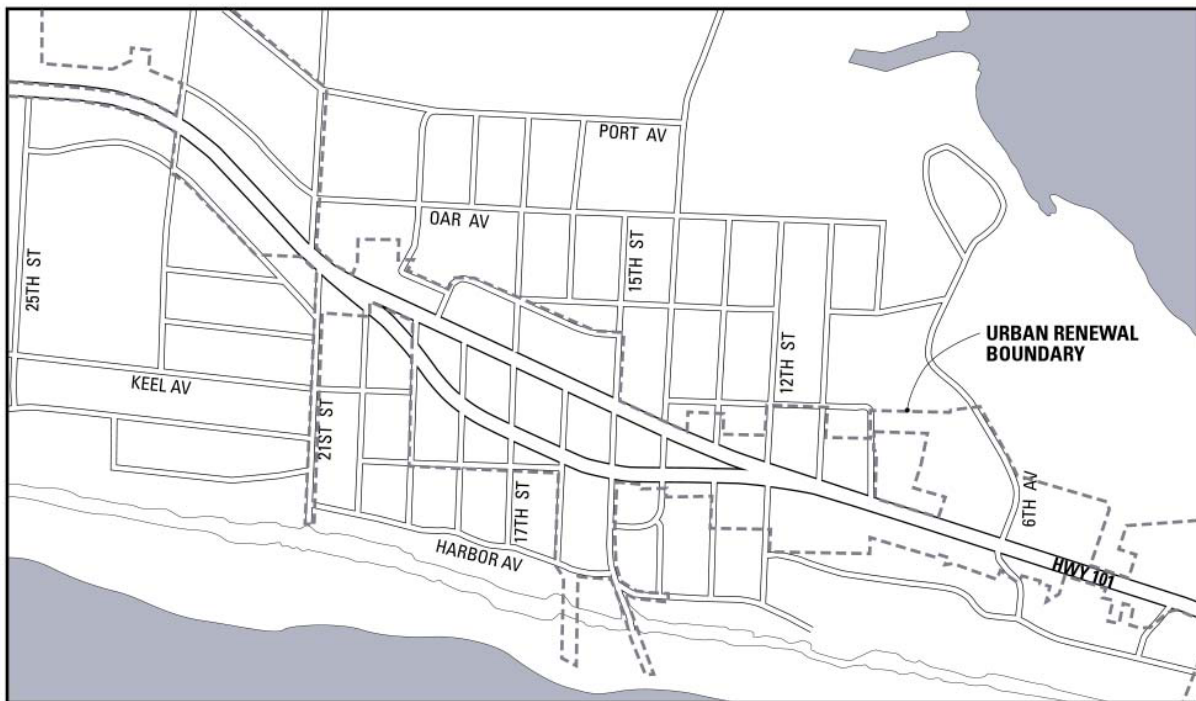 PORT AV
OAR AV
15TH ST
25TH ST
12TH ST
URBAN RENEWAL
BOUNDARY
KEEL AV
21ST ST
17TH ST
6TH AV
HARBOR AV
HWY 101